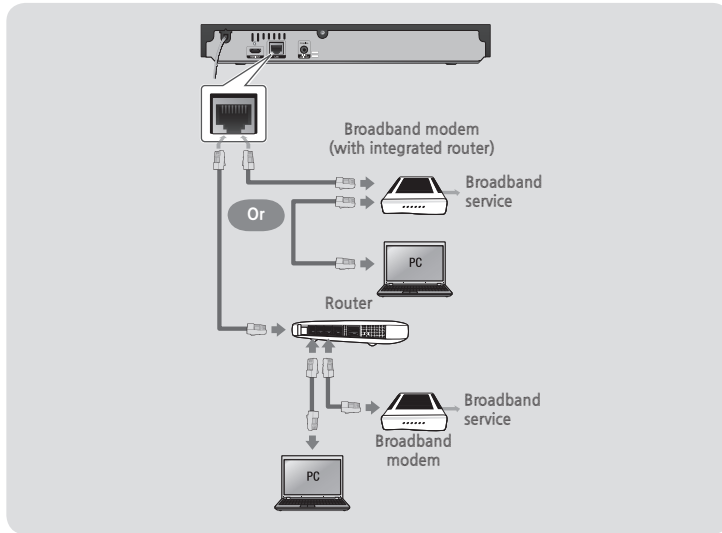 Broadband modem
(with integrated router)
Broadband
service
Or
PC
Router
Broadband
service
Broadband
modem
PC